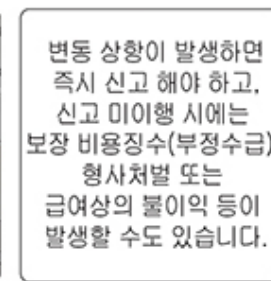 변동 상항이 발생하면
즉시 신고 해야 하고,
신고 미이행 시에는
보장 비용징수(부정수급)
형사처벌 또는
급여상의 불이익 등이
발생할 수도 있습니다.